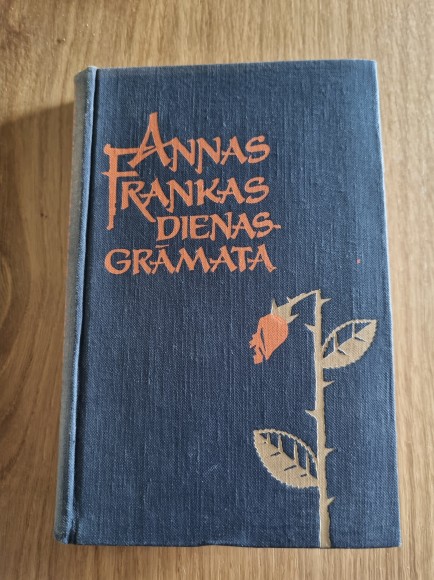 ANNAS
FRANKAS
DIENAS-
GRĀMATA